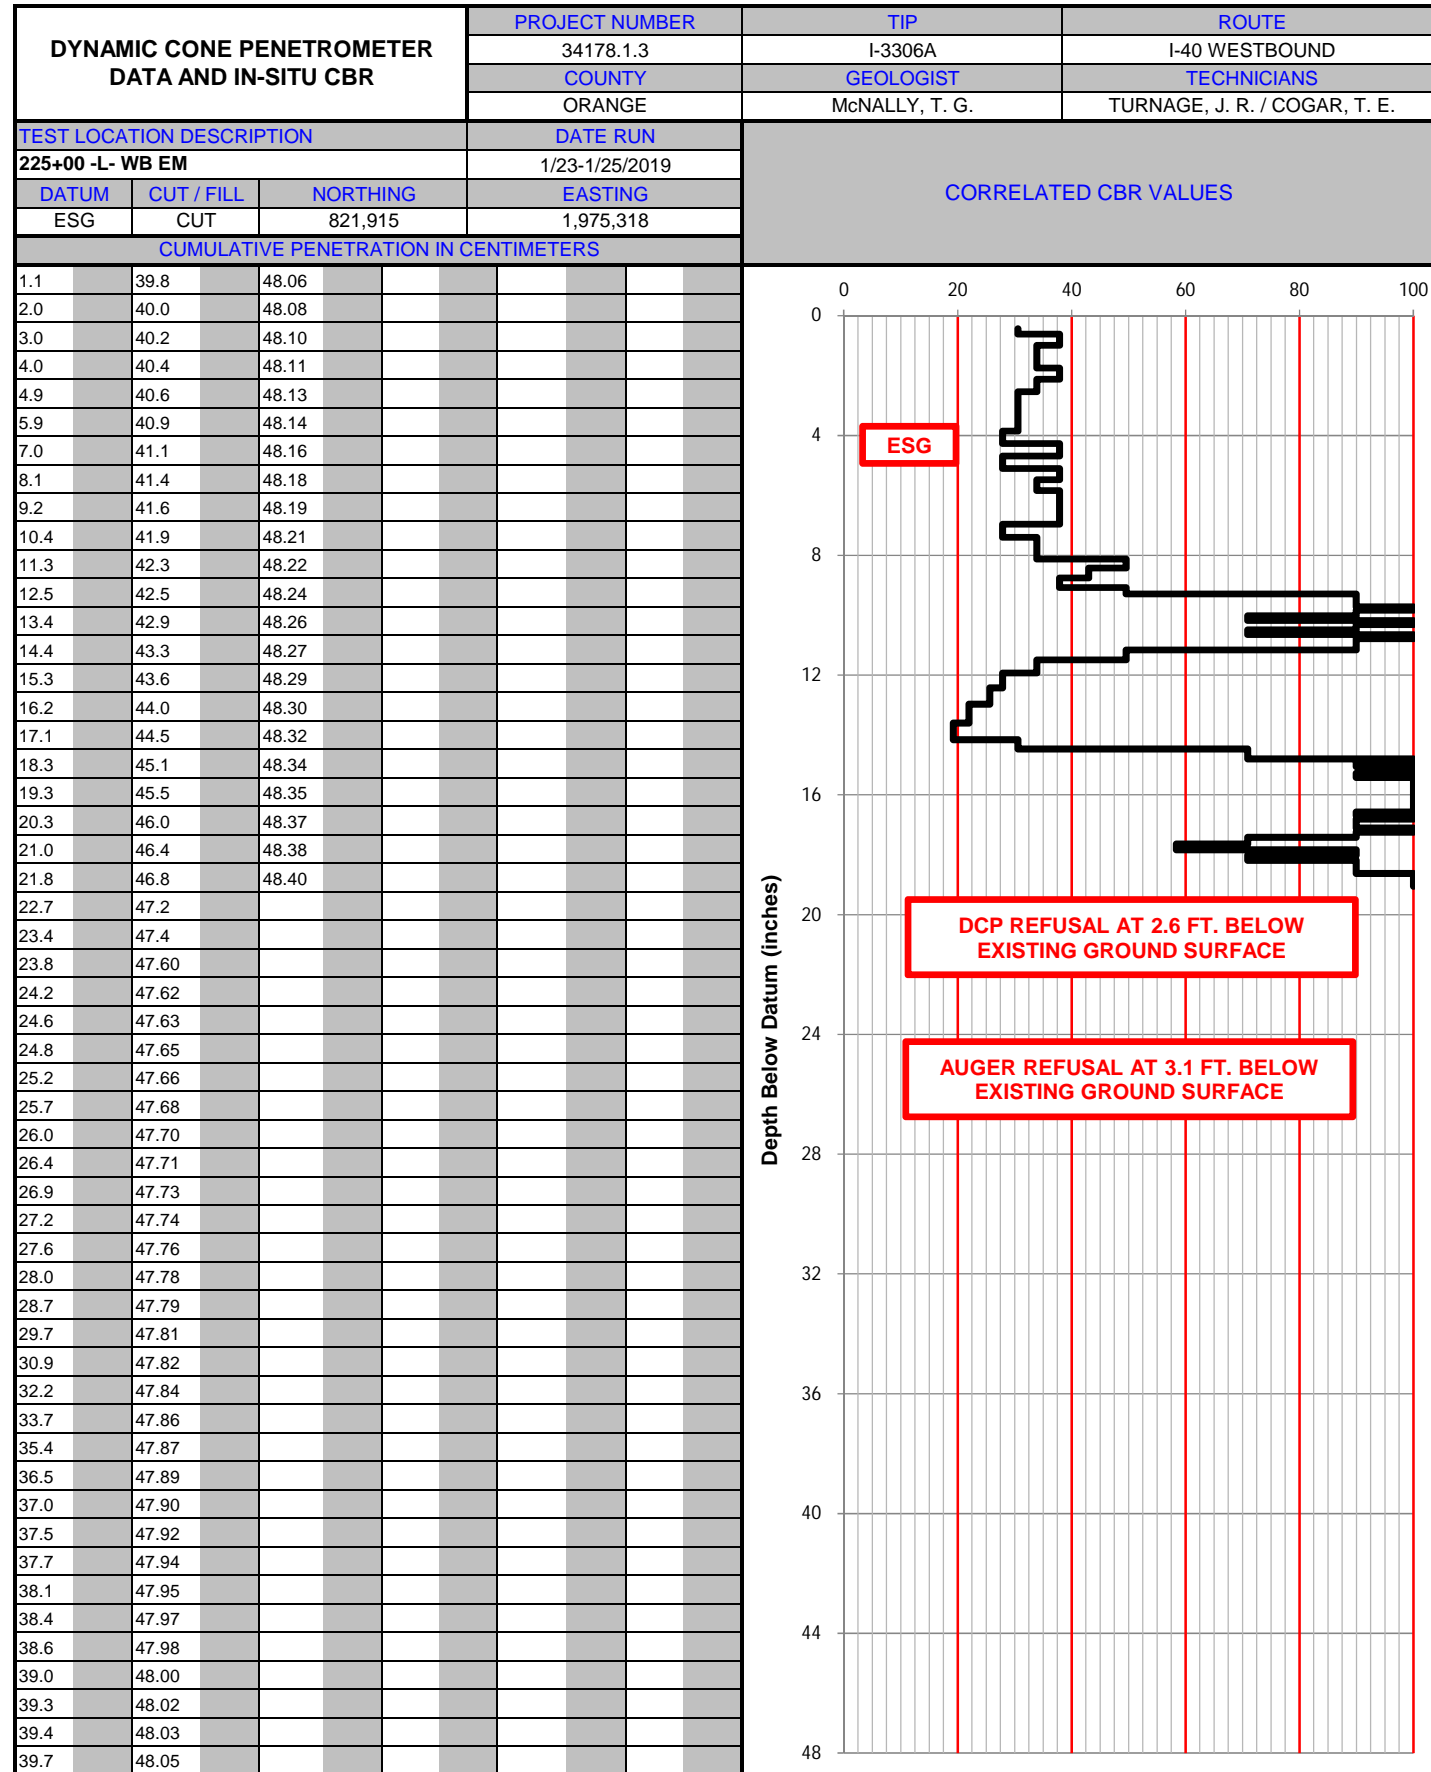 DYNAMIC CONE PENETROMETER
DATA AND IN-SITU CBR
PROJECT NUMBER TIP ROUTE
34178.1.3 I-3306A I-40 WESTBOUND
COUNTY GEOLOGIST TECHNICIANS
ORANGE McNALLY, T. G. TURNAGE, J. R. / COGAR, T. E.
TEST LOCATION DESCRIPTION DATE RUN
225+00 -L- WB EM 1/23-1/25/2019
DATUM CUT / FILL NORTHING EASTING
ESG CUT 821,915 1,975,318
CUMULATIVE PENETRATION IN CENTIMETERS
CORRELATED CBR VALUES
1.1 39.8 48.06
2.0 40.0 48.08
3.0 40.2 48.10
4.0 40.4 48.11
4.9 40.6 48.13
5.9 40.9 48.14
7.0 41.1 48.16
8.1 41.4 48.18
9.2 41.6 48.19
10.4 41.9 48.21
11.3 42.3 48.22
12.5 42.5 48.24
13.4 42.9 48.26
14.4 43.3 48.27
15.3 43.6 48.29
16.2 44.0 48.30
17.1 44.5 48.32
18.3 45.1 48.34
19.3 45.5 48.35
20.3 46.0 48.37
21.0 46.4 48.38
21.8 46.8 48.40
22.7 47.2
23.4 47.4
23.8 47.60
24.2 47.62
24.6 47.63
24.8 47.65
25.2 47.66
25.7 47.68
26.0 47.70
26.4 47.71
26.9 47.73
27.2 47.74
27.6 47.76
28.0 47.78
28.7 47.79
29.7 47.81
30.9 47.82
32.2 47.84
33.7 47.86
35.4 47.87
36.5 47.89
37.0 47.90
37.5 47.92
37.7 47.94
38.1 47.95
38.4 47.97
38.6 47.98
39.0 48.00
39.3 48.02
39.4 48.03
39.7 48.05
0 20 40 60 80 100
0
4
8
12
16
20
24
28
32
36
40
44
48
Depth Below Datum (inches)
ESG
DCP REFUSAL AT 2.6 FT. BELOW
EXISTING GROUND SURFACE
AUGER REFUSAL AT 3.1 FT. BELOW
EXISTING GROUND SURFACE